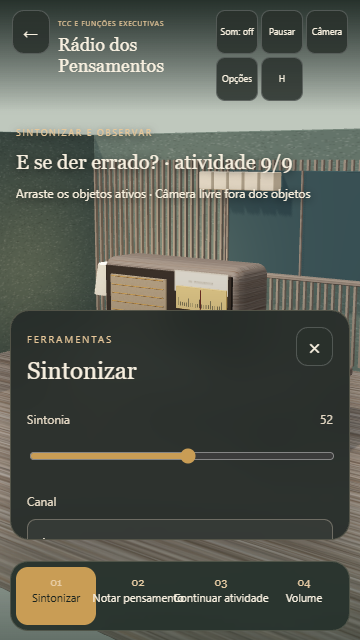 ←
TCC E FUNÇÕES EXECUTIVAS
Rádio dos
Pensamentos
Som: off
Pausar
Câmera
Opções
H
SINTONIZAR E OBSERVAR
E se der errado? · atividade 9/9
Arraste os objetos ativos · Câmera livre fora dos objetos
FERRAMENTAS
Sintonizar
×
Sintonia
52
Canal
01
Sintonizar
02
Notar pensamento
03
Continuar atividade
04
Volume